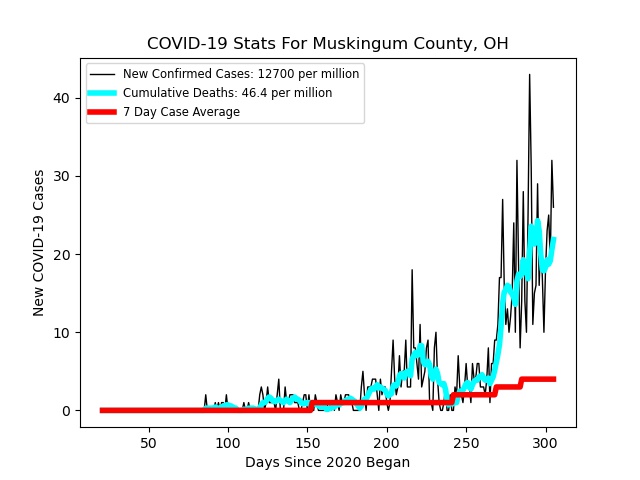 COVID-19 Stats For Muskingum County, OH
New Confirmed Cases: 12700 per million
Cumulative Deaths: 46.4 per million
7 Day Case Average
New COVID-19 Cases
40
30
20
10
0
50 100 150 200 250 300
Days Since 2020 Began